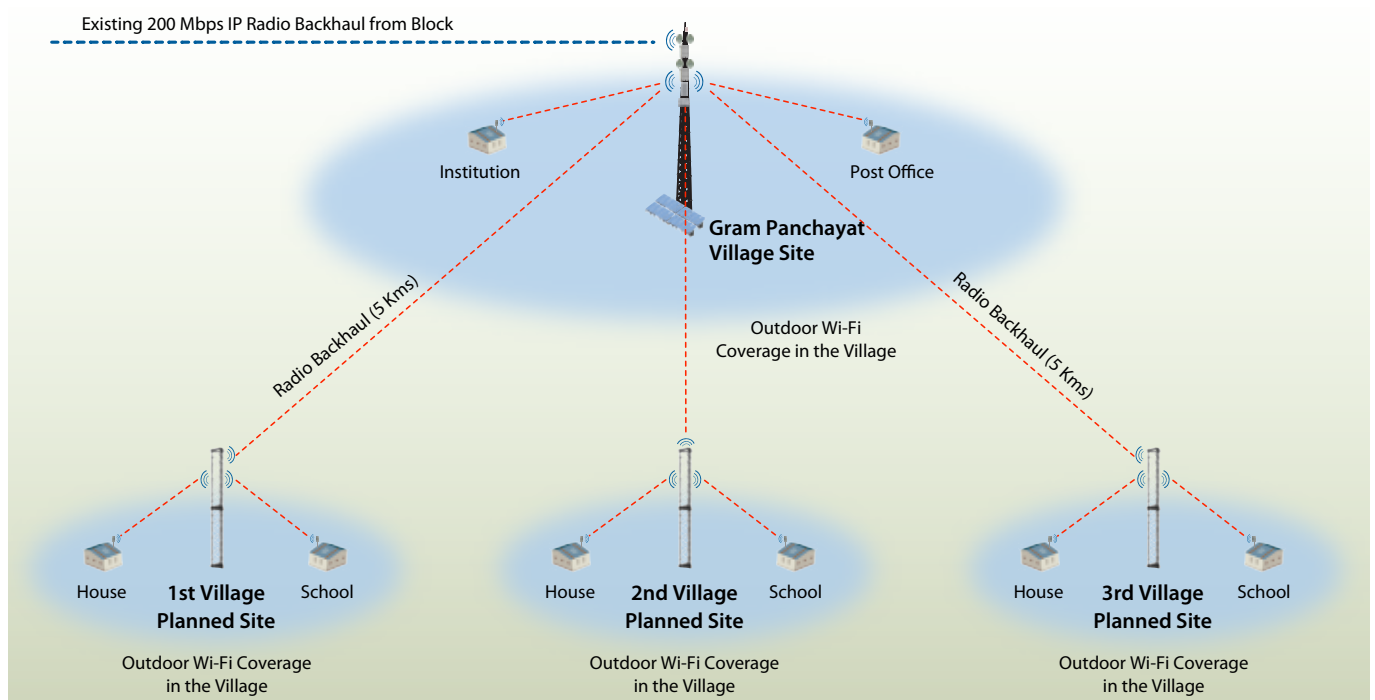 Existing 200 Mbps IP Radio Backhaul from Block
Institution
Post Office
Gram Panchayat
Village Site
Radio Backhaul (5 Kms)
Radio Backhaul (5 Kms)
Outdoor Wi-Fi
Coverage in the Village
House
1st Village
Planned Site
School
House
2nd Village
Planned Site
School
House
3rd Village
Planned Site
School
Outdoor Wi-Fi Coverage
in the Village
Outdoor Wi-Fi Coverage
in the Village
Outdoor Wi-Fi Coverage
in the Village